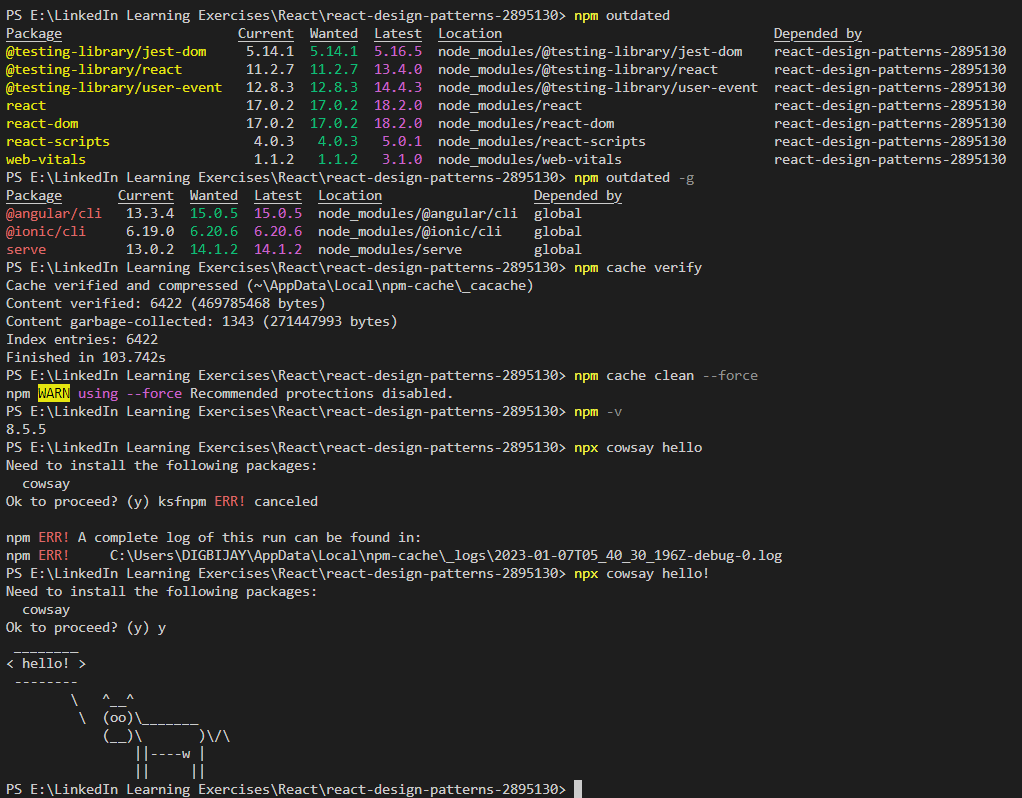 PS E:\LinkedIn Learning Exercises\React\react-design-patterns-2895130> npm outdated
Package                      Current  Wanted  Latest  Location                                  Depended by
@testing-library/jest-dom     5.14.1  5.14.1  5.16.5  node_modules/@testing-library/jest-dom    react-design-patterns-2895130
@testing-library/react        11.2.7  11.2.7  13.4.0  node_modules/@testing-library/react       react-design-patterns-2895130
@testing-library/user-event   12.8.3  12.8.3  14.4.3  node_modules/@testing-library/user-event  react-design-patterns-2895130
react                         17.0.2  17.0.2  18.2.0  node_modules/react                        react-design-patterns-2895130
react-dom                     17.0.2  17.0.2  18.2.0  node_modules/react-dom                    react-design-patterns-2895130
react-scripts                  4.0.3   4.0.3   5.0.1  node_modules/react-scripts                react-design-patterns-2895130
web-vitals                     1.1.2   1.1.2   3.1.0  node_modules/web-vitals                   react-design-patterns-2895130
PS E:\LinkedIn Learning Exercises\React\react-design-patterns-2895130> npm outdated -g
Package       Current  Wanted  Latest  Location                   Depended by
@angular/cli   13.3.4  15.0.5  15.0.5  node_modules/@angular/cli  global
@ionic/cli     6.19.0  6.20.6  6.20.6  node_modules/@ionic/cli    global
serve          13.0.2  14.1.2  14.1.2  node_modules/serve         global
PS E:\LinkedIn Learning Exercises\React\react-design-patterns-2895130> npm cache verify
Cache verified and compressed (~\AppData\Local\npm-cache\_cacache)
Content verified: 6422 (469785468 bytes)
Content garbage-collected: 1343 (271447993 bytes)
Index entries: 6422
Finished in 103.742s
PS E:\LinkedIn Learning Exercises\React\react-design-patterns-2895130> npm cache clean --force
npm WARN using --force Recommended protections disabled.
PS E:\LinkedIn Learning Exercises\React\react-design-patterns-2895130> npm -v
8.5.5
PS E:\LinkedIn Learning Exercises\React\react-design-patterns-2895130> npx cowsay hello
Need to install the following packages:
  cowsay
Ok to proceed? (y) ksfnpm ERR! canceled
npm ERR! A complete log of this run can be found in:
npm ERR!     C:\Users\DIGBIJAY\AppData\Local\npm-cache\_logs\2023-01-07T05_40_30_196Z-debug-0.log
PS E:\LinkedIn Learning Exercises\React\react-design-patterns-2895130> npx cowsay hello!
Need to install the following packages:
  cowsay
Ok to proceed? (y) y
 ________
< hello! >
 --------
        \   ^__^
         \  (oo)\_______
            (__)\       )\/\
                ||----w |
                ||     ||
PS E:\LinkedIn Learning Exercises\React\react-design-patterns-2895130>